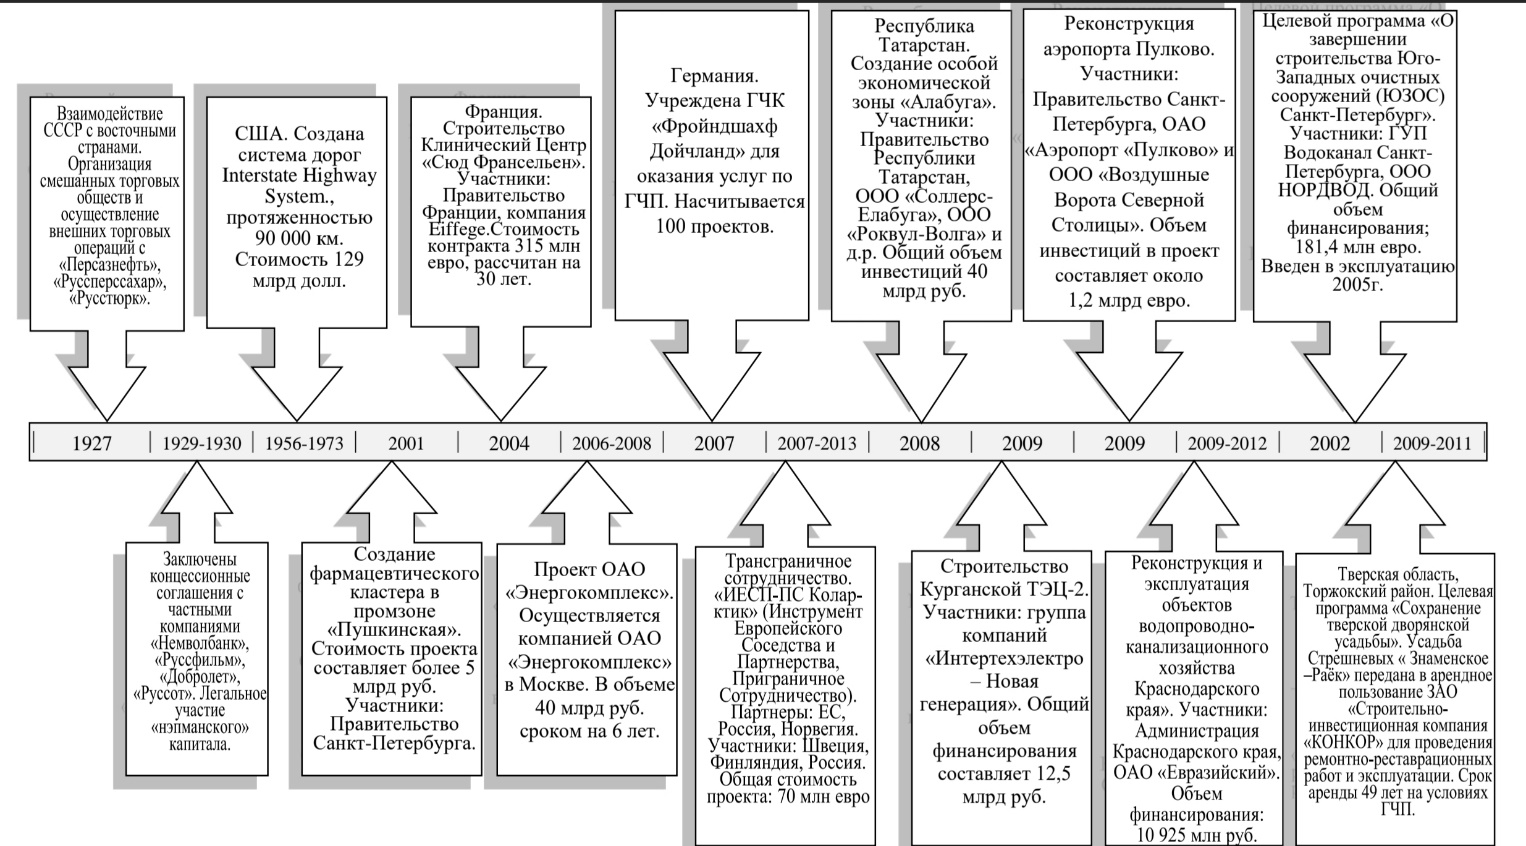 Взаимодействие
СССР с восточными
странами.
Организация
смешанных торговых
обществ и
осуществление
внешних торговых
операций с
«Персазнефть»,
«Руссперссахар»,
«Русстюрк».
США. Создана
система дорог
Interstate Highway
System.,
протяженностью
90 000 км.
Стоимость 129
млрд долл.
Франция.
Строительство
Клинический Центр
«Сюд Франсельен».
Участники:
Правительство
Франции, компания
Eiffege.Стоимость
контракта 315 млн
евро, рассчитан на
30 лет.
Германия.
Учреждена ГЧК
«Фройндшахф
Дойчланд» для
оказания услуг по
ГЧП. Насчитывается
100 проектов.
Республика
Татарстан.
Создание особой
экономической
зоны «Алабуга».
Участники:
Правительство
Республики
Татарстан,
ООО «Соллерс-
Елабуга», ООО
«Роквул-Волга» и
д.р. Общий объем
инвестиций 40
млрд руб.
Реконструкция
аэропорта Пулково.
Участники:
Правительство Санкт-
Петербурга, ОАО
«Аэропорт «Пулково» и
ООО «Воздушные
Ворота Северной
Столицы». Объем
инвестиций в проект
составляет около
1,2 млрд евро.
Целевой программа «О
завершении
строительства Юго-
Западных очистных
сооружений (ЮЗОС)
Санкт-Петербург».
Участники: ГУП
Водоканал Санкт-
Петербурга, ООО
НОРДВОД. Общий
объем
финансирования;
181,4 млн евро.
Введен в эксплуатацию
2005г.
1927 | 1929-1930 | 1956-1973 | 2001 | 2004 | 2006-2008 | 2007 | 2007-2013 | 2008 | 2009 | 2009 | 2009-2012 | 2002 | 2009-2011
Заключены
концессионные
соглашения с
частными
компаниями
«Немволбанк»,
«Руссфильм»,
«Добролет»,
«Руссот». Легальное
участие
«нэпманского»
капитала.
Создание
фармацевтического
кластера в
промзоне
«Пушкинская».
Стоимость проекта
составляет более 5
млрд руб.
Участники:
Правительство
Санкт-Петербурга.
Проект ОАО
«Энергокомплекс».
Осуществляется
компанией ОАО
«Энергокомплекс»
в Москве. В объеме
40 млрд руб.
сроком на 6 лет.
Трансграничное
сотрудничество.
«ИЕСП-ПС Колар-
ктик» (Инструмент
Европейского
Соседства и
Партнерства,
Приграничное
Сотрудничество).
Партнеры: ЕС,
Россия, Норвегия.
Участники: Швеция,
Финляндия, Россия.
Общая стоимость
проекта: 70 млн евро
Строительство
Курганской ТЭЦ-2.
Участники: группа
компаний
«Интертехэлектро
– Новая
генерация». Общий
объем
финансирования
составляет 12,5
млрд руб.
Реконструкция и
эксплуатация
объектов
водопроводно-
канализационного
хозяйства
Краснодарского
края». Участники:
Администрация
Краснодарского края,
ОАО «Евразийский».
Объем
финансирования:
10 925 млн руб.
Тверская область,
Торжокский район. Целевая
программа «Сохранение
тверской дворянской
усадьбы». Усадьба
Стрешневых « Знаменское
–Раёк» передана в арендное
пользование ЗАО
«Строительно-
инвестиционная компания
«КОНКОР» для проведения
ремонтно-реставрационных
работ и эксплуатации. Срок
аренды 49 лет на условиях
ГЧП.